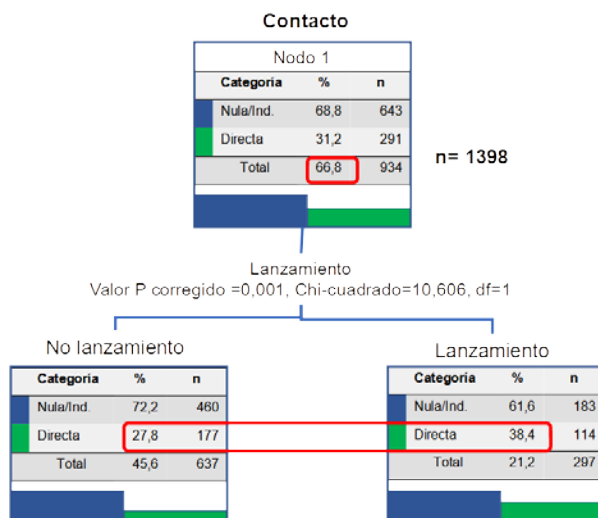 Contacto
Nodo 1
Categoria % n
Nula/Ind. 68,8 643
Directa 31,2 291
Total 66,8 934
n= 1398
Lanzamiento
Valor P corregido =0,001, Chi-cuadrado=10,606, df=1
No lanzamiento
Categoria % n
Nula/Ind. 72,2 460
Directa 27,8 177
Total 45,6 637
Lanzamiento
Categoria % n
Nula/Ind. 61,6 183
Directa 38,4 114
Total 21,2 297